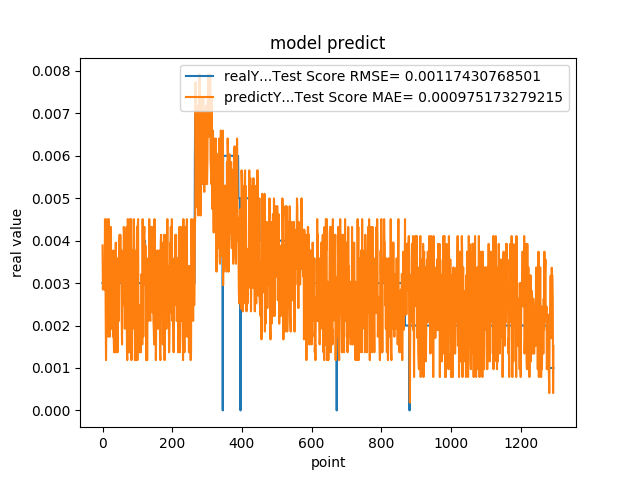 model predict
realY...Test Score RMSE= 0.00117430768501
predictY...Test Score MAE= 0.000975173279215
0.008
0.007
0.006
0.005
0.004
0.003
0.002
0.001
0.000
real value
0 200 400 600 800 1000 1200
point